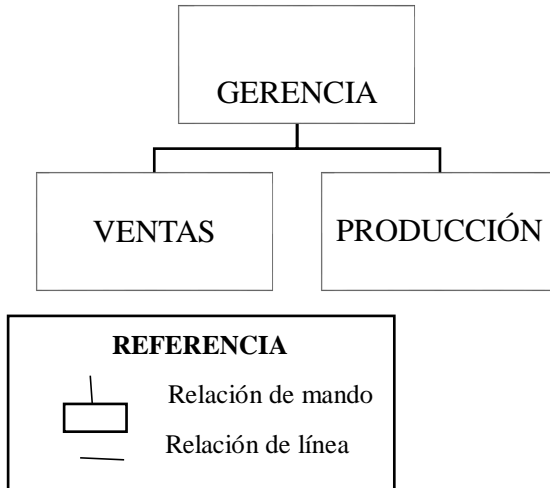 GERENCIA
VENTAS
PRODUCCIÓN
REFERENCIA
Relación de mando
Relación de línea